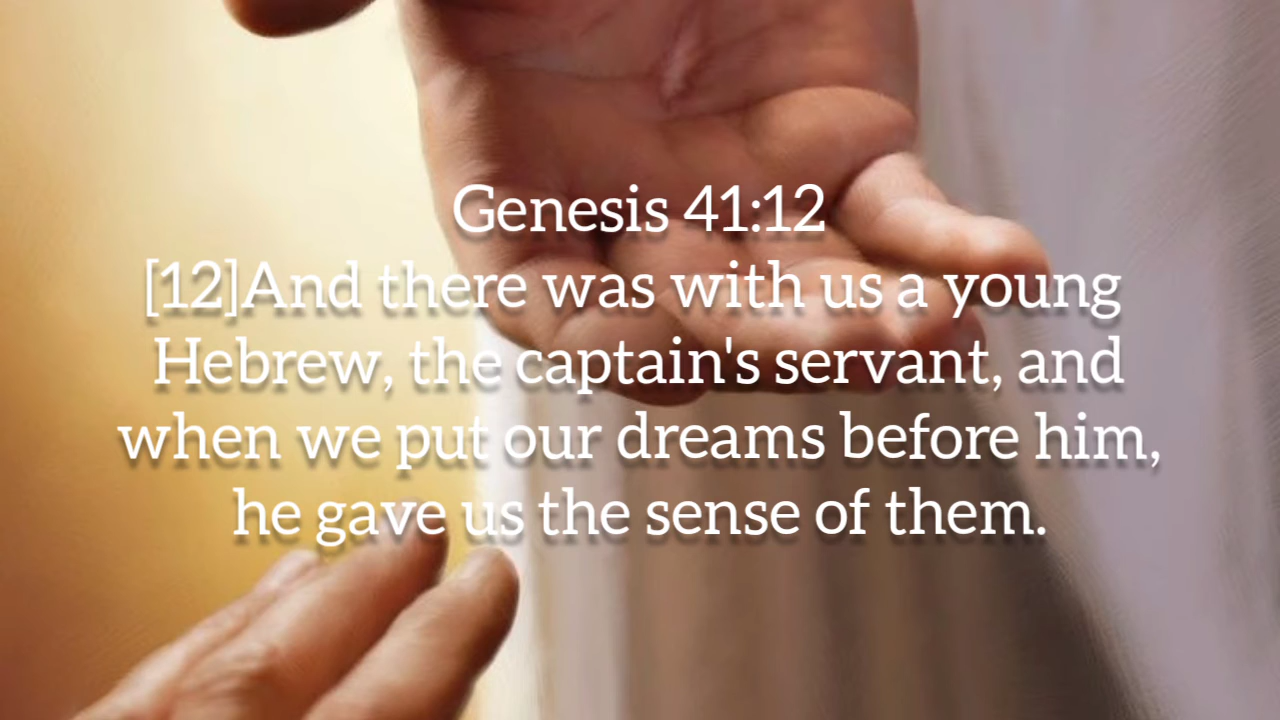 Genesis 41:12
[12]And there was with us a young
Hebrew, the captain's servant, and
when we put our dreams before him,
he gave us the sense of them.